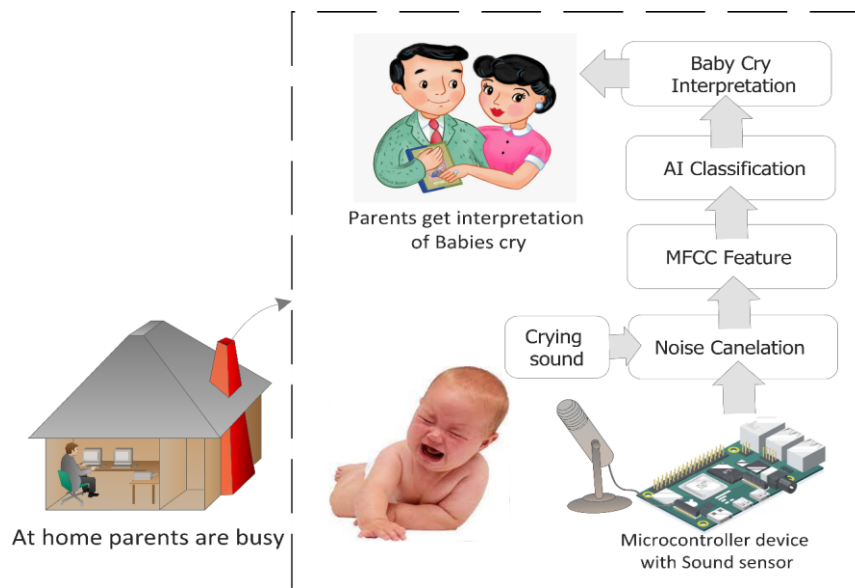 Baby Cry
Interpretation
AI Classification
Parents get interpretation
of Babies cry
MFCC Feature
Crying
sound
Noise Canelation
At home parents are busy
Microcontroller device
with Sound sensor